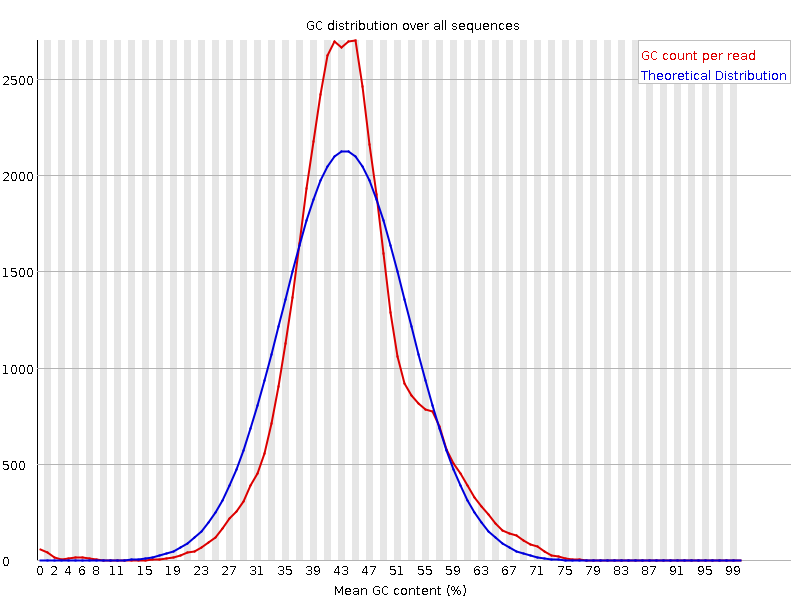 GC distribution over all sequences
GC count per read
Theoretical Distribution
2500
2000
1500
1000
500
0
0 2 4 6 8 11 15 19 23 27 31 35 39 43 47 51 55 59 63 67 71 75 79 83 87 91 95 99
Mean GC content (%)